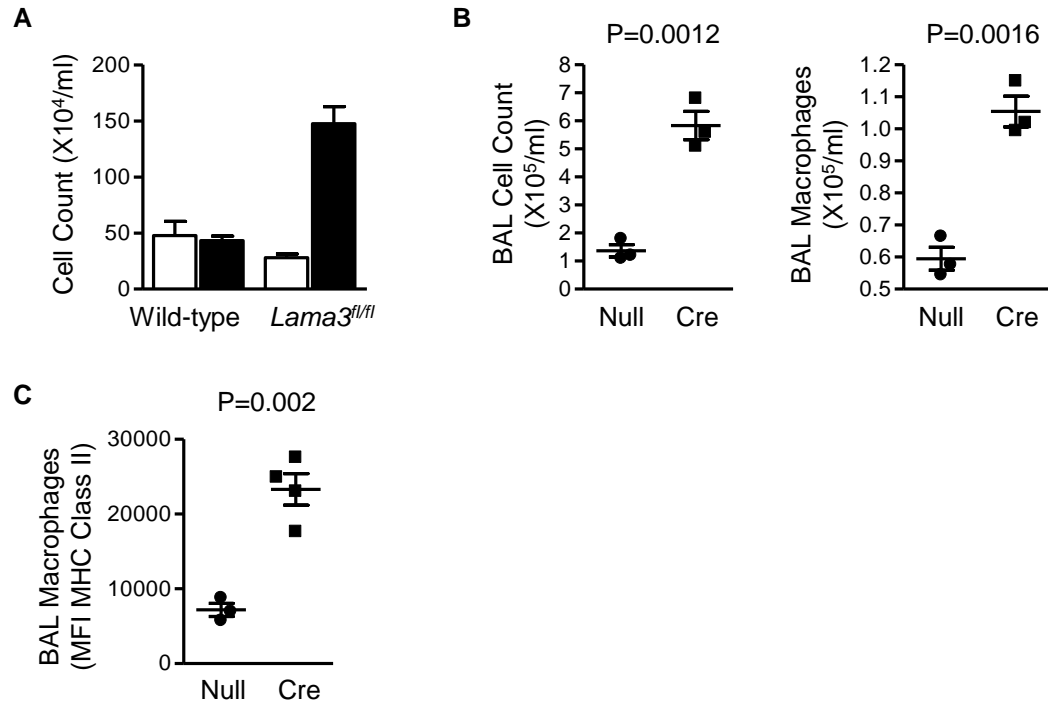 A
Cell Count (X10⁴/ml)
200
150
100
50
0
Wild-type
Lama3fl/fl
B
P=0.0012
BAL Cell Count
(X10⁵/ml)
8
7
6
5
4
3
2
1
0
Null
Cre
P=0.0016
BAL Macrophages
(X10⁵/ml)
1.2
1.1
1.0
0.9
0.8
0.7
0.6
0.5
Null
Cre
C
P=0.002
BAL Macrophages
(MFI MHC Class II)
30000
20000
10000
0
Null
Cre